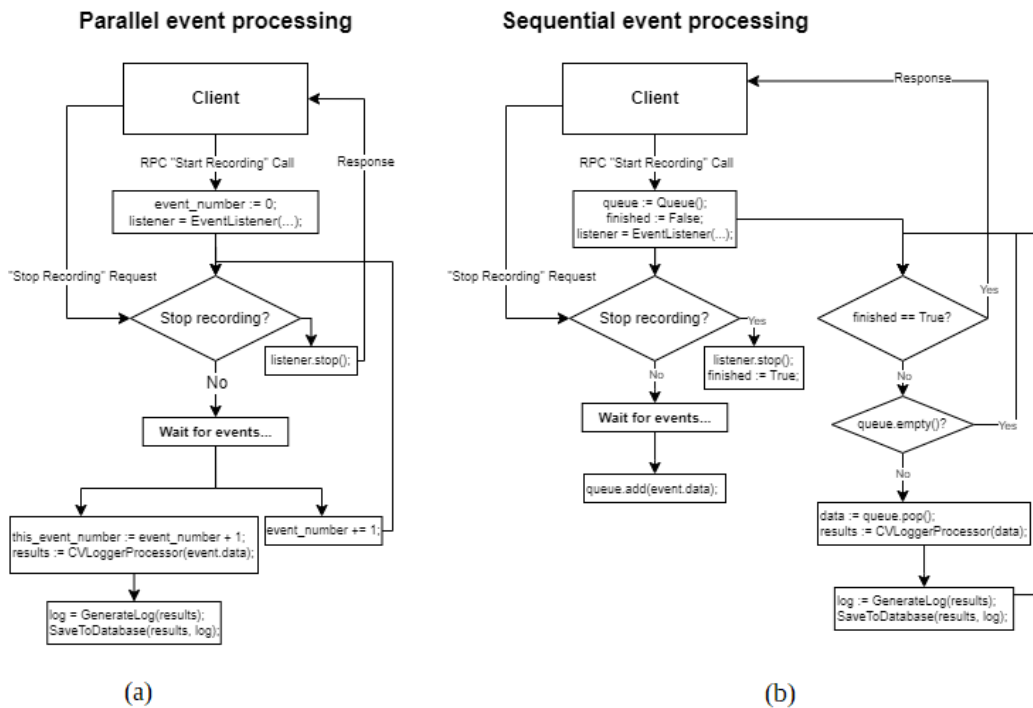 Parallel event processing
Client
RPC "Start Recording" Call
Response
event_number := 0;
listener = EventListener(...);
"Stop Recording" Request
Stop recording?
listener.stop();
No
Wait for events...
this_event_number := event_number + 1;
results := CVLoggerProcessor(event.data);
event_number += 1;
log = GenerateLog(results);
SaveToDatabase(results, log);
(a)
Sequential event processing
Client
Response
RPC "Start Recording" Call
queue := Queue();
finished := False;
listener = EventListener(...);
"Stop Recording" Request
Stop recording?
Yes
listener.stop();
finished := True;
No
Wait for events...
queue.add(event.data);
finished == True?
Yes
No
queue.empty()?
Yes
No
data := queue.pop();
results := CVLoggerProcessor(data);
log := GenerateLog(results);
SaveToDatabase(results, log);
(b)